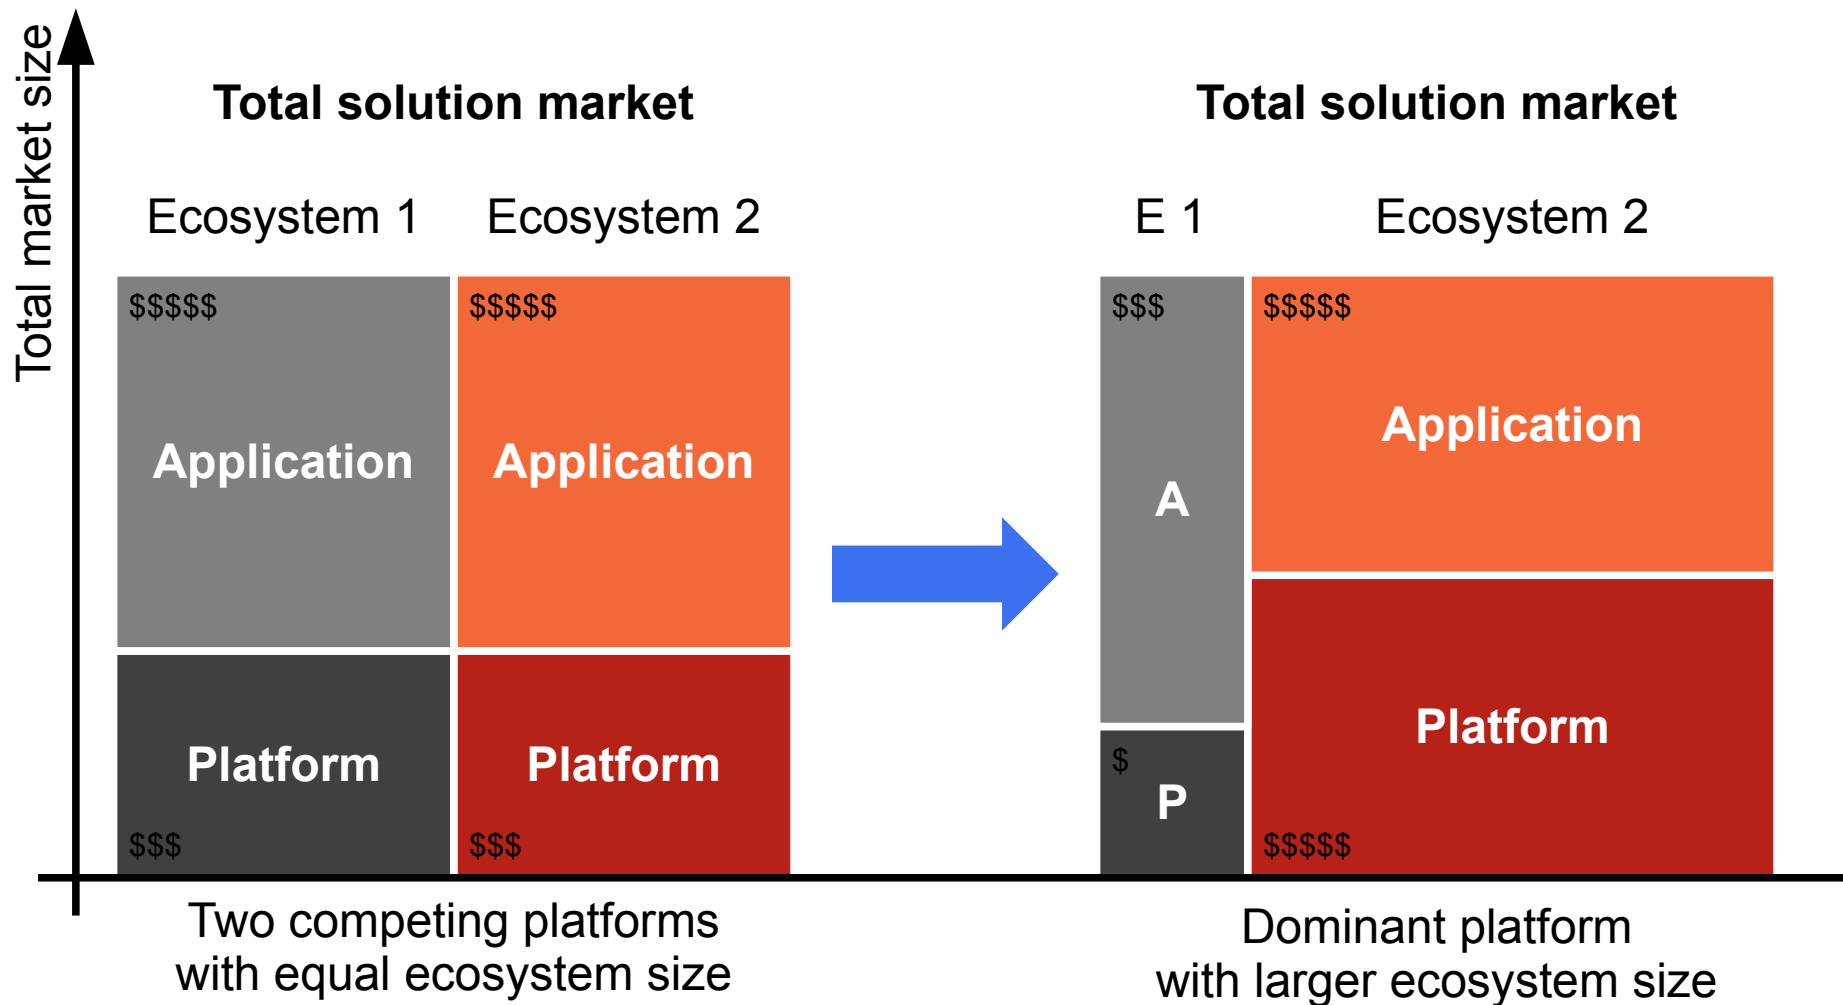 Total market size
Total solution market
Ecosystem 1
Ecosystem 2
$$$$$
Application
$$$$$
Application
Platform
$$$
Platform
$$$
Two competing platforms
with equal ecosystem size
Total solution market
E 1
Ecosystem 2
$$$
A
$
P
$$$$$
Application
Platform
$$$$$
Dominant platform
with larger ecosystem size